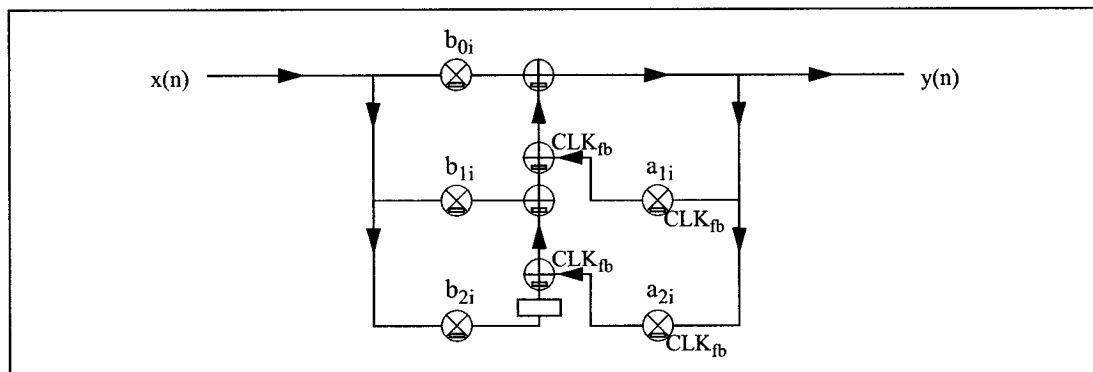 b0i
x(n)
y(n)
CLKfb
b1i
a1i
CLKfb
CLKfb
b2i
a2i
CLKfb